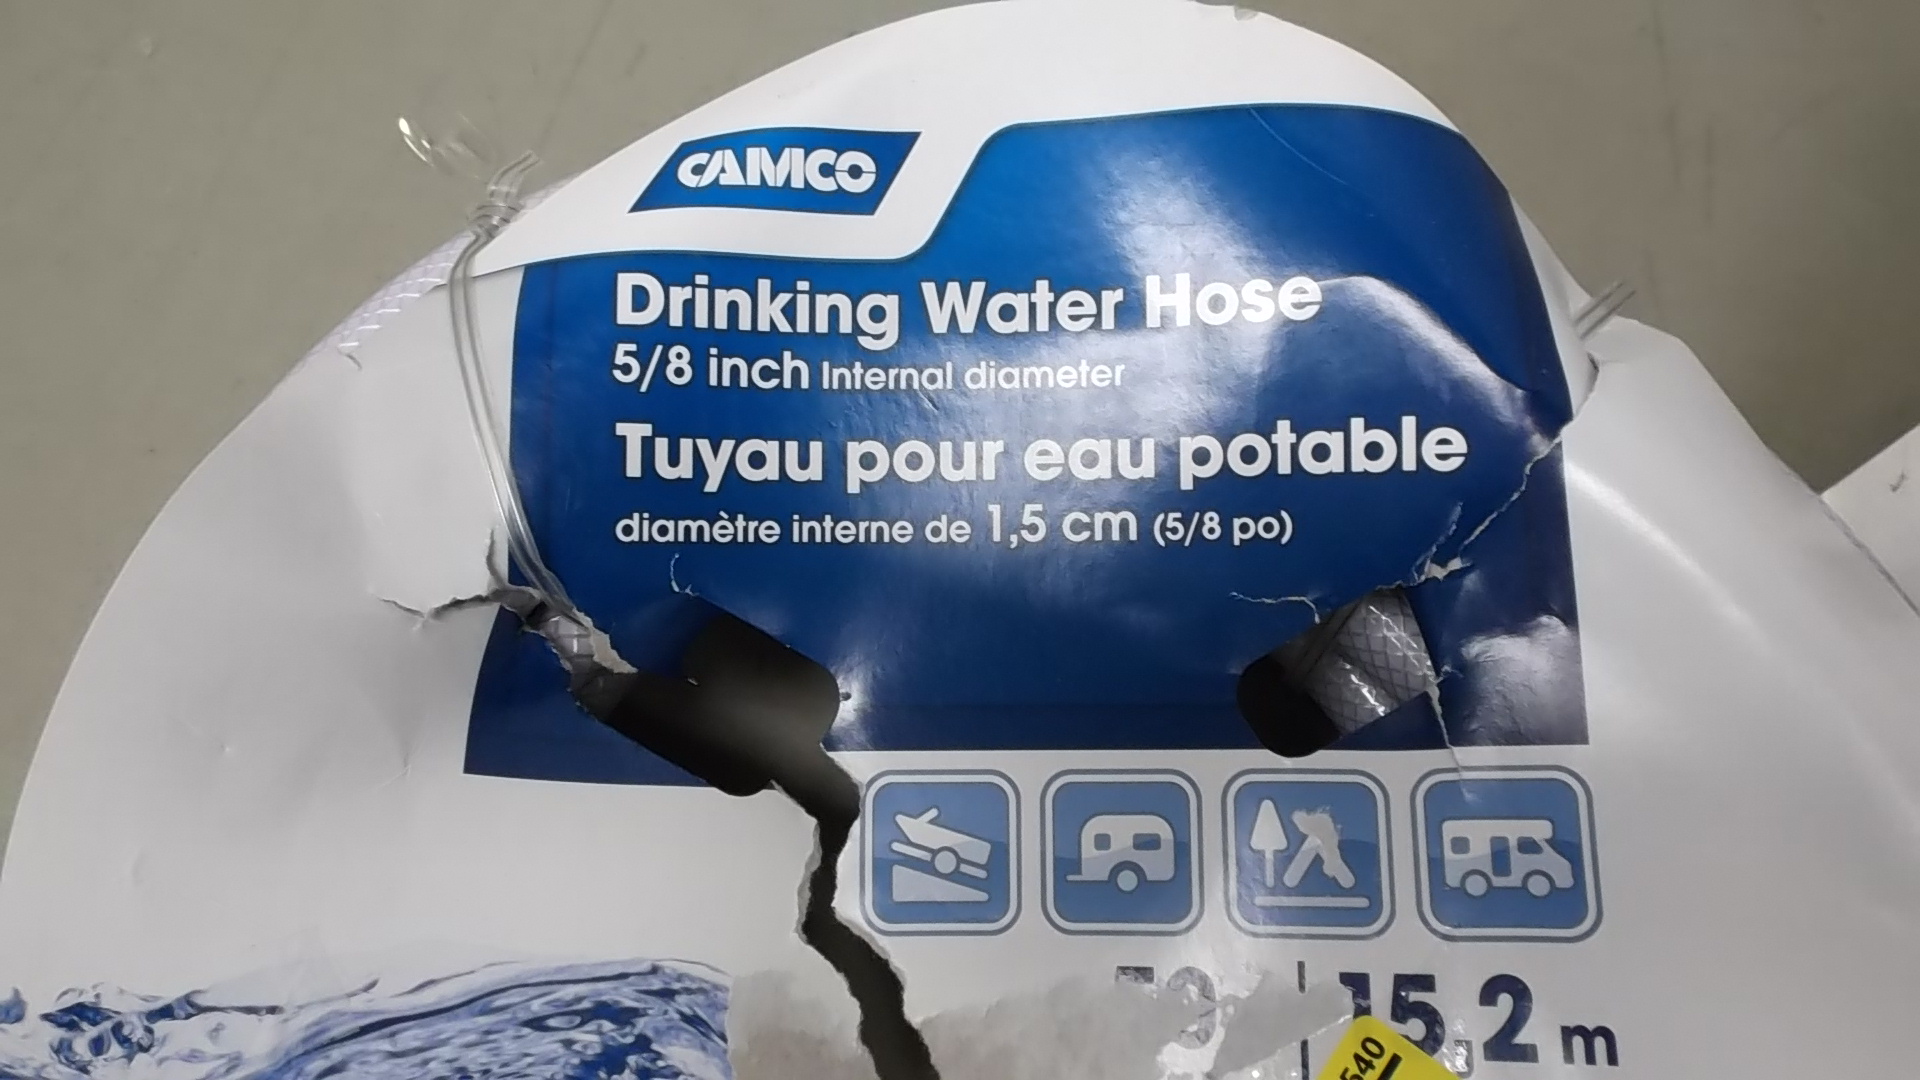 CAMCO
Drinking Water Hose
5/8 inch Internal diameter
Tuyau pour eau potable
diamètre interne de 1,5 cm (5/8 po)
15,2 m
540